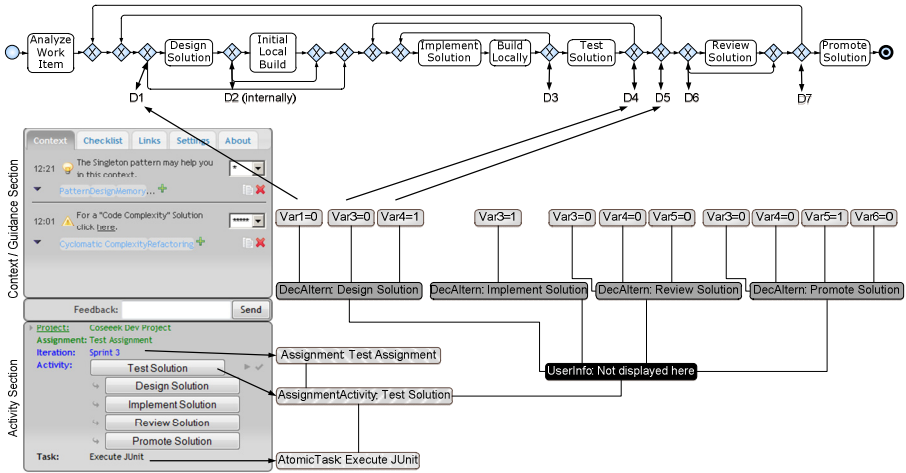 Analyze
Work
Item
Design
Solution
Initial
Local
Build
Implement
Solution
Build
Locally
Test
Solution
Review
Solution
Promote
Solution
D1
D2 (internally)
D3
D4
D5
D6
D7
Context / Guidance Section
Context
Checklist
Links
Settings
About
12:21
The Singleton pattern may help you
in this context.
*
PatternDesignMemory...
12:01
For a "Code Complexity" Solution
click here.
*****
Cyclomatic ComplexityRefactoring
Feedback:
Send
Var1=0
Var3=0
Var4=1
Var3=1
Var3=0
Var4=0
Var5=0
Var3=0
Var4=0
Var5=1
Var6=0
DecAltern: Design Solution
DecAltern: Implement Solution
DecAltern: Review Solution
DecAltern: Promote Solution
Activity Section
Project:
Coseeek Dev Project
Assignment: Test Assignment
Iteration:
Sprint 3
Activity:
Test Solution
Design Solution
Implement Solution
Review Solution
Promote Solution
Task:
Execute JUnit
Assignment: Test Assignment
UserInfo: Not displayed here
AssignmentActivity: Test Solution
AtomicTask: Execute JUnit